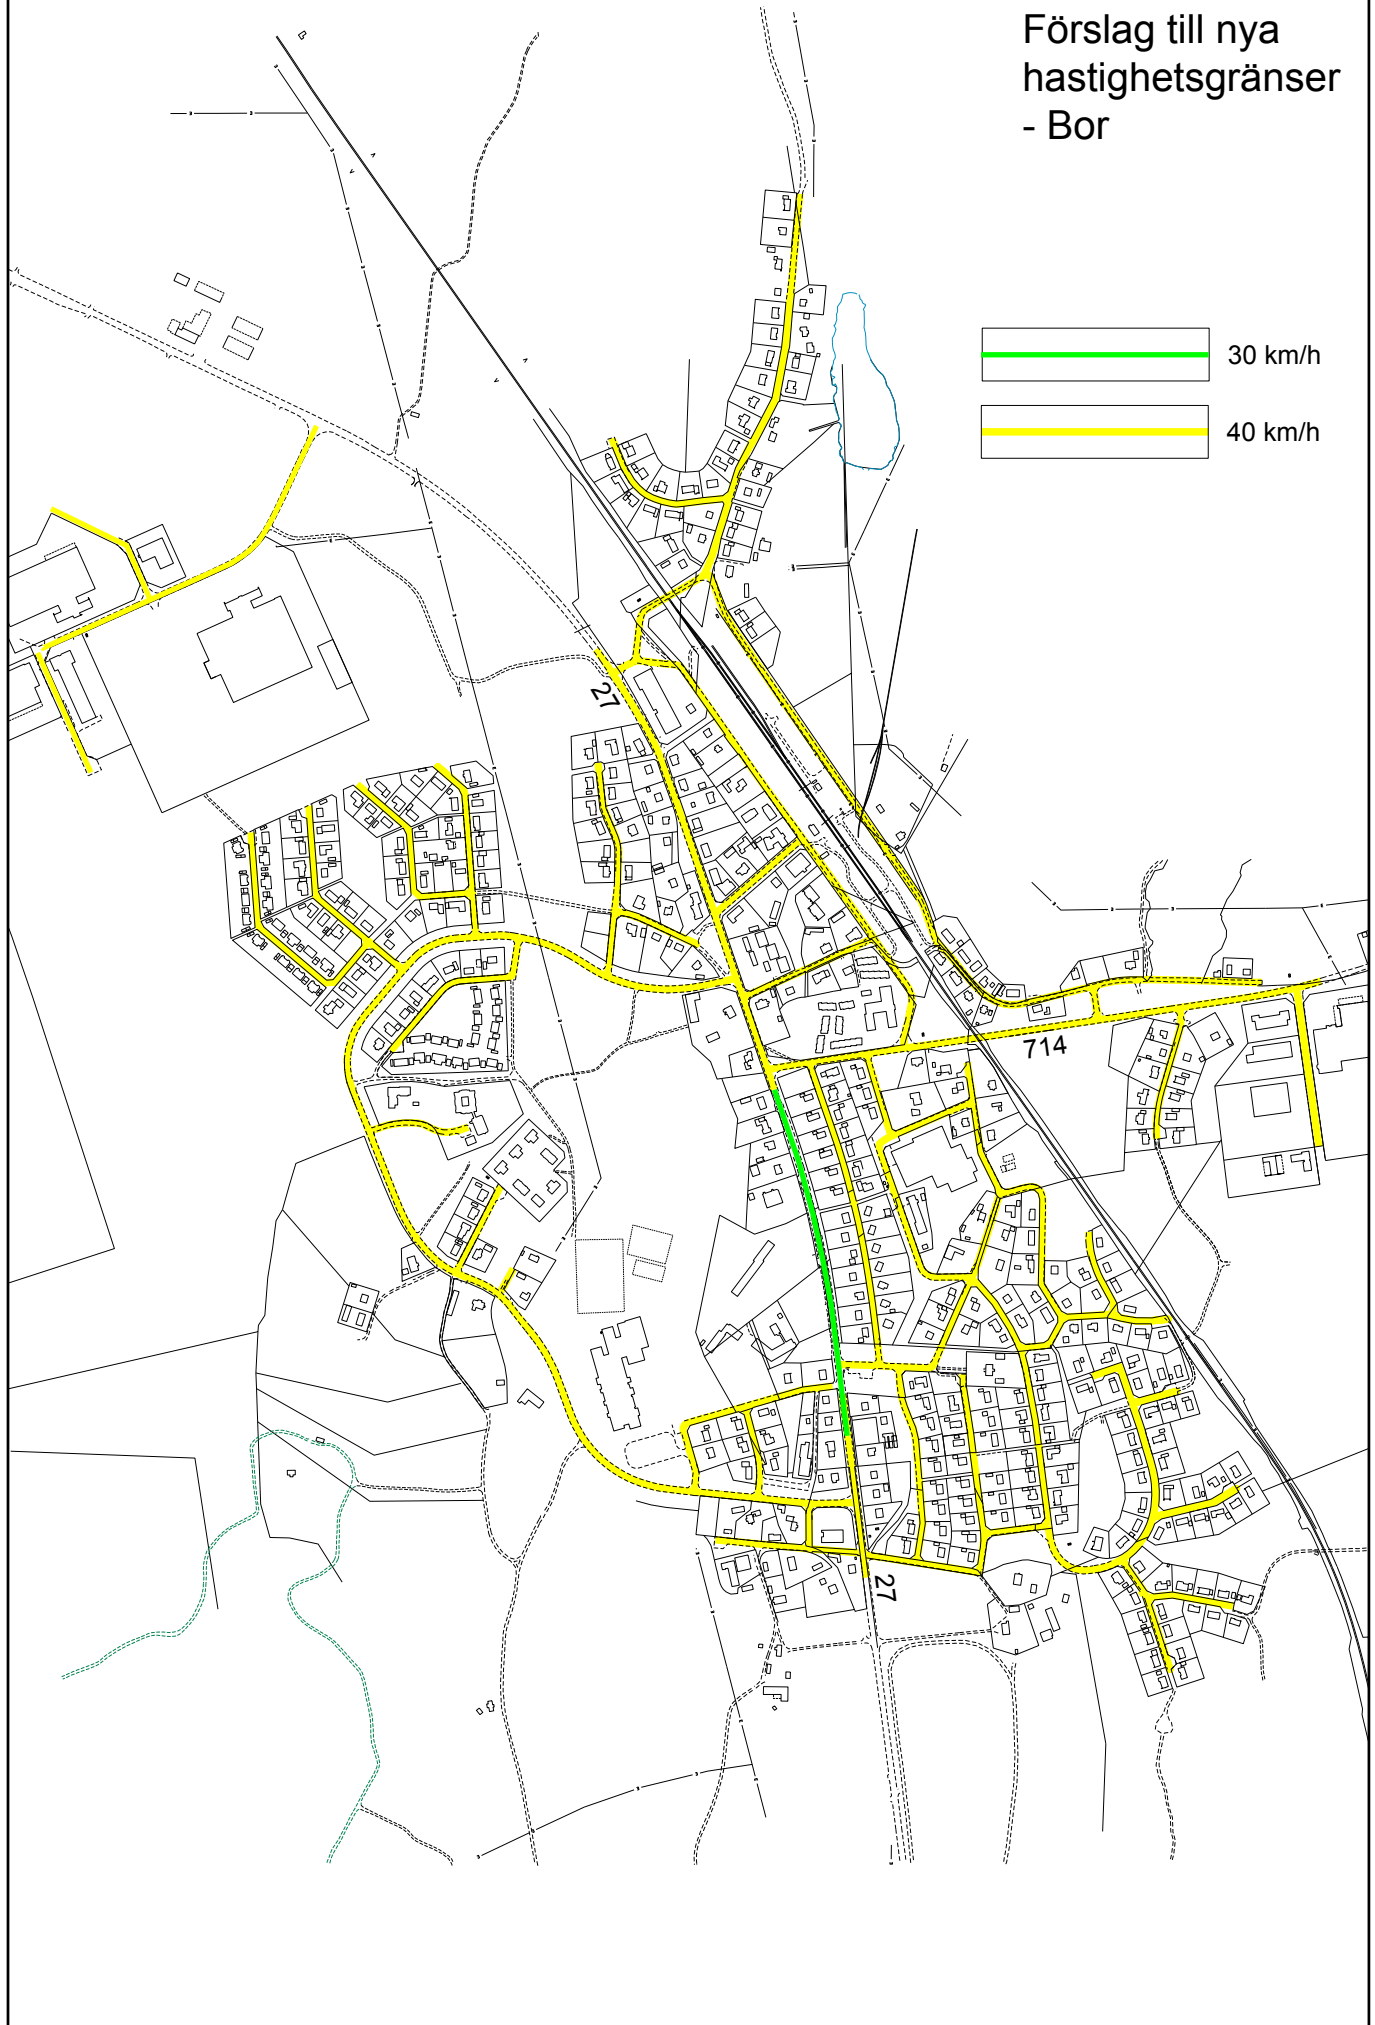 Förslag till nya
hastighetsgränser
- Bor
30 km/h
40 km/h
27
714
27